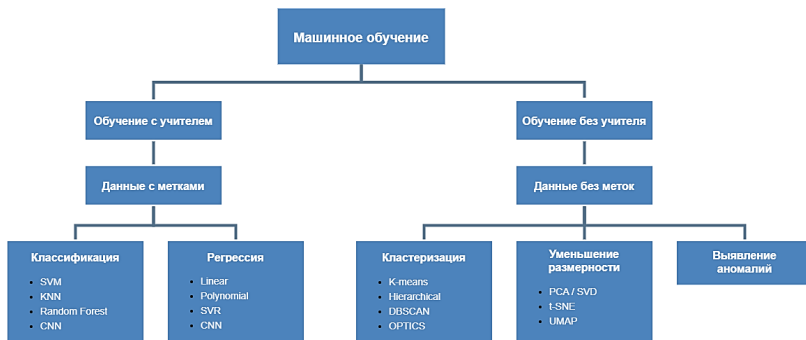 Машинное обучение
Обучение с учителем
Обучение без учителя
Данные с метками
Данные без меток
Классификация
SVM
KNN
Random Forest
CNN
Регрессия
Linear
Polynomial
SVR
CNN
Кластеризация
K-means
Hierarchical
DBSCAN
OPTICS
Уменьшение
размерности
PCA / SVD
t-SNE
UMAP
Выявление
аномалий